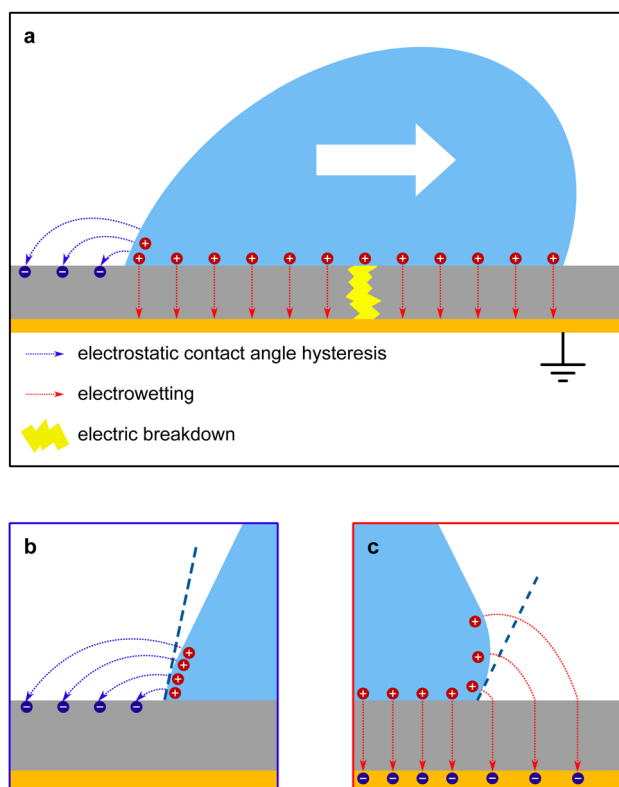 a
electrostatic contact angle hysteresis
electrowetting
electric breakdown
b
c